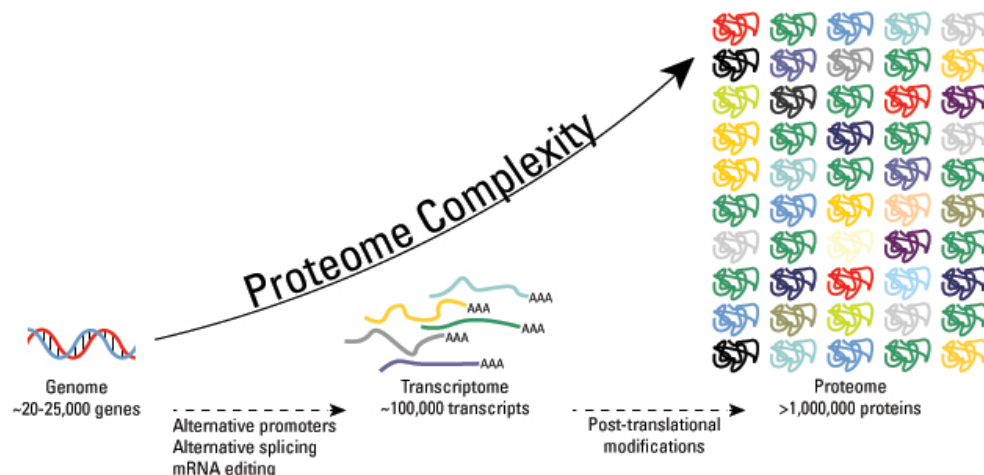 Proteome Complexity
AAA
AAA
AAA
AAA
AAA
Genome
~20-25,000 genes
Alternative promoters
Alternative splicing
mRNA editing
Transcriptome
~100,000 transcripts
Post-translational
modifications
Proteome
>1,000,000 proteins